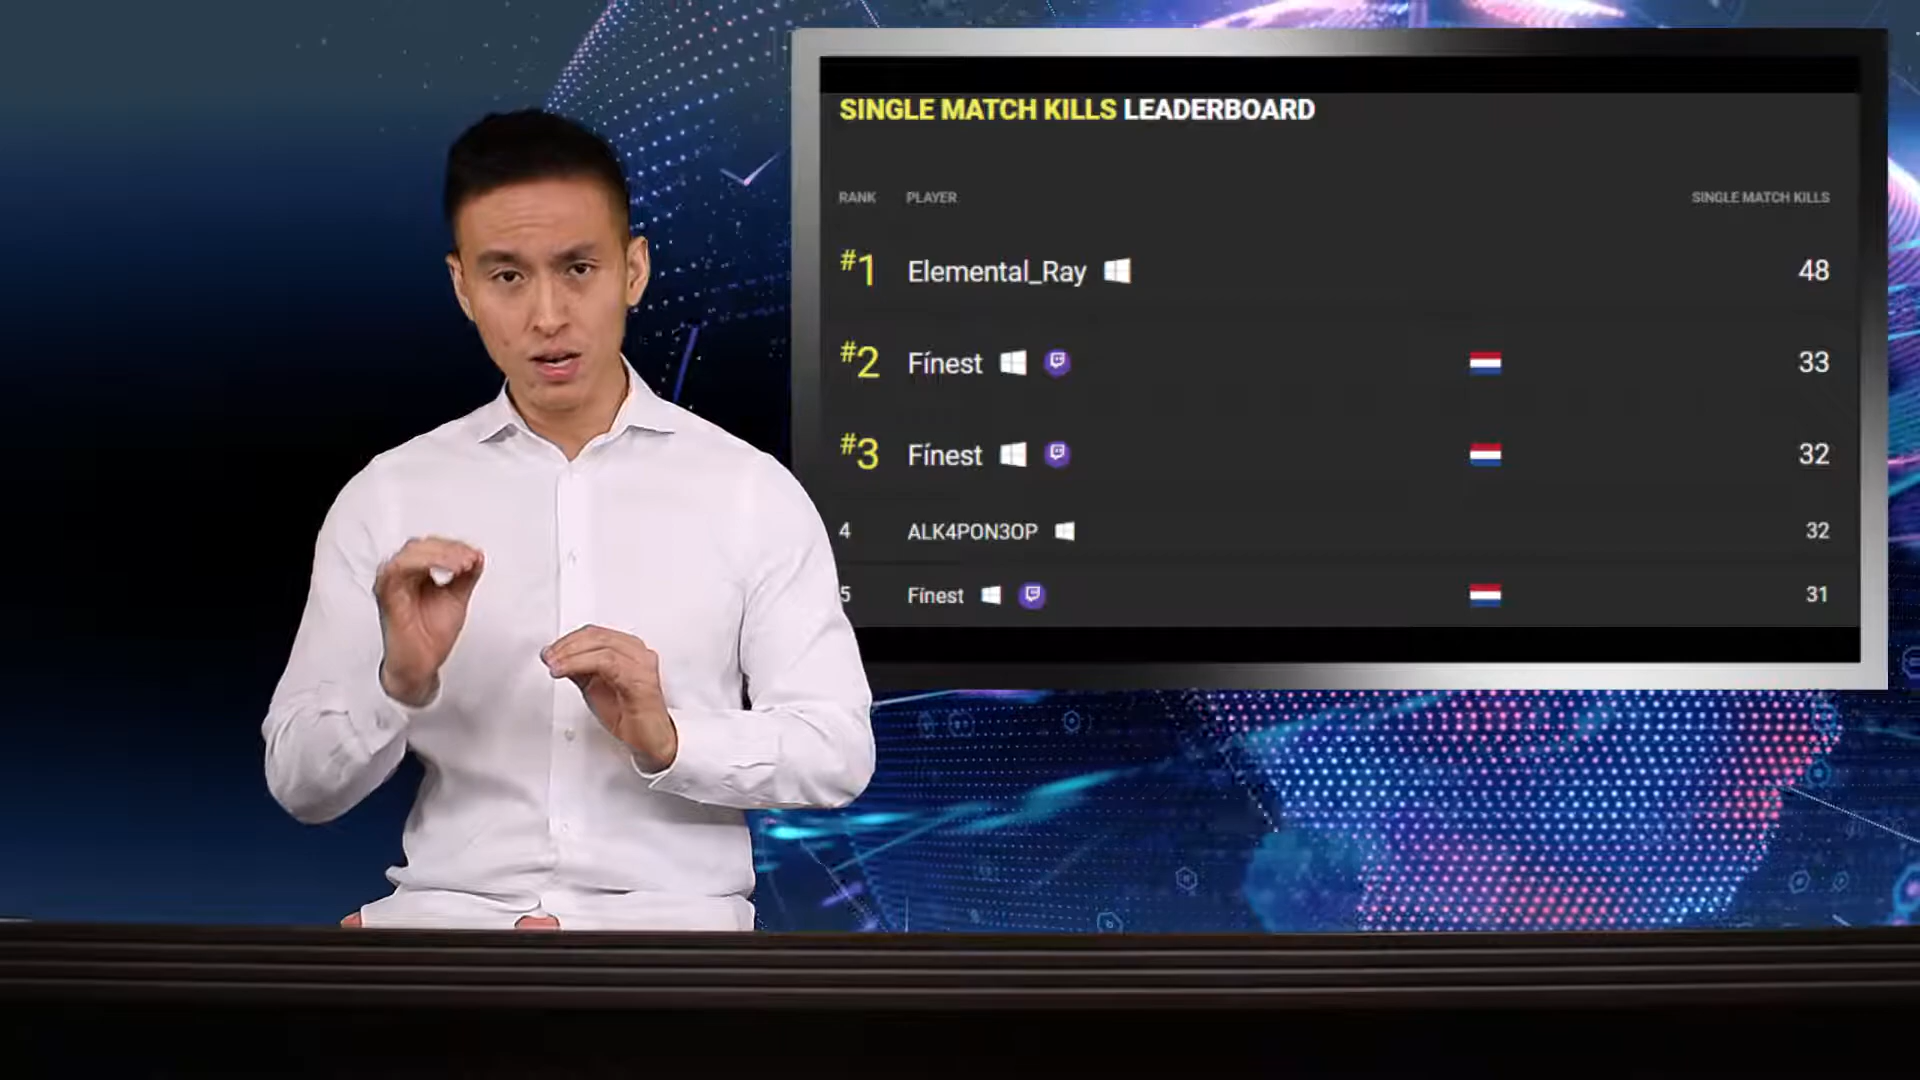 SINGLE MATCH KILLS LEADERBOARD
RANK PLAYER SINGLE MATCH KILLS
#1 Elemental_Ray 48
#2 Fínest 33
#3 Fínest 32
4 ALK4PON3OP 32
5 Fínest 31